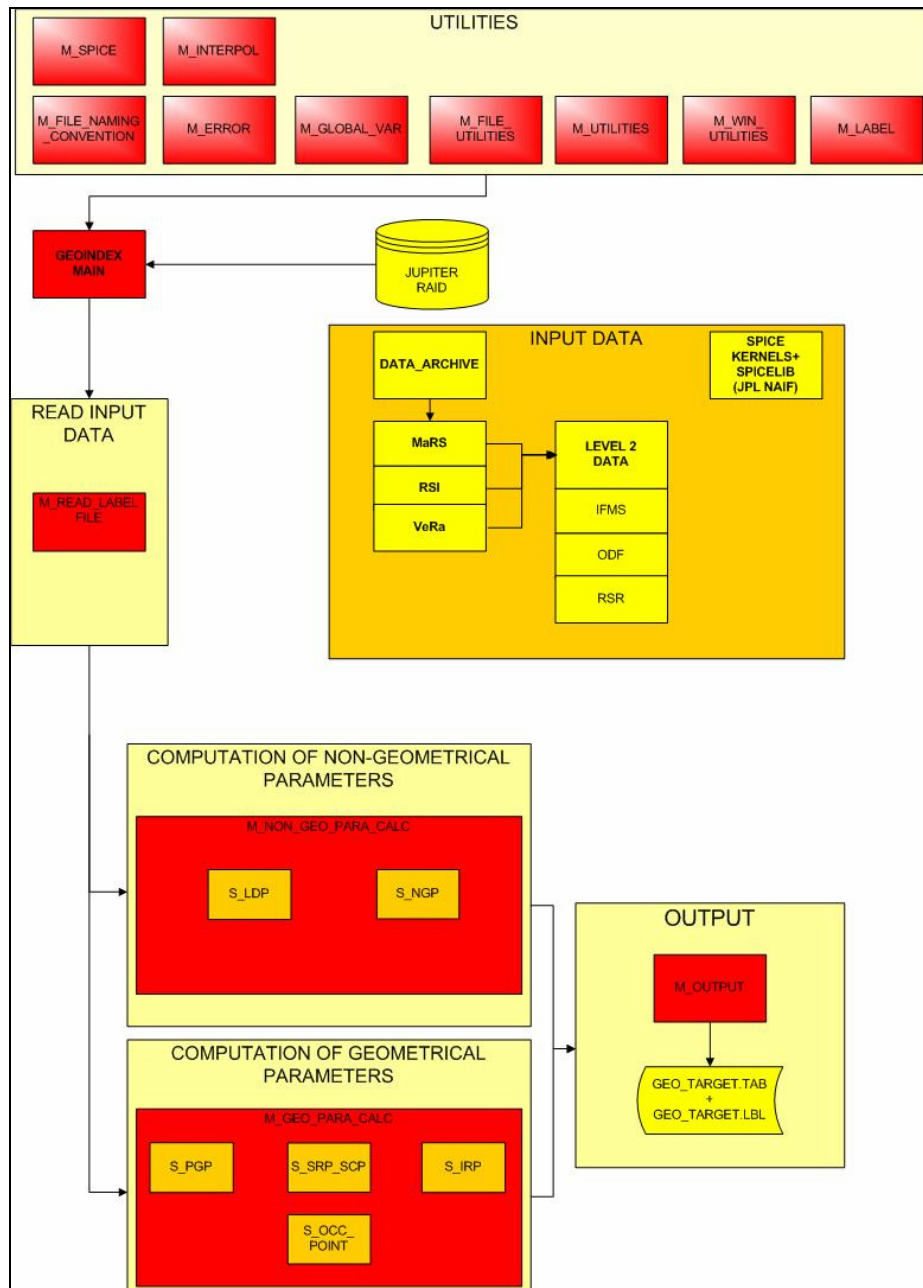 UTILITIES
M_SPICE
M_INTERPOL
M_FILE_NAMING
_CONVENTION
M_ERROR
M_GLOBAL_VAR
M_FILE_
UTILITIES
M_UTILITIES
M_WIN_
UTILITIES
M_LABEL
GEOINDEX
MAIN
JUPITER
RAID
INPUT DATA
DATA_ARCHIVE
SPICE
KERNELS+
SPICELIB
(JPL NAIF)
MaRS
RSI
VeRa
LEVEL 2
DATA
IFMS
ODF
RSR
READ INPUT
DATA
M_READ_LABEL
FILE
COMPUTATION OF NON-GEOMETRICAL
PARAMETERS
M_NON_GEO_PARA_CALC
S_LDP
S_NGP
COMPUTATION OF GEOMETRICAL
PARAMETERS
M_GEO_PARA_CALC
S_PGP
S_SRP_SCP
S_IRP
S_OCC_
POINT
OUTPUT
M_OUTPUT
GEO_TARGET.TAB
+
GEO_TARGET.LBL